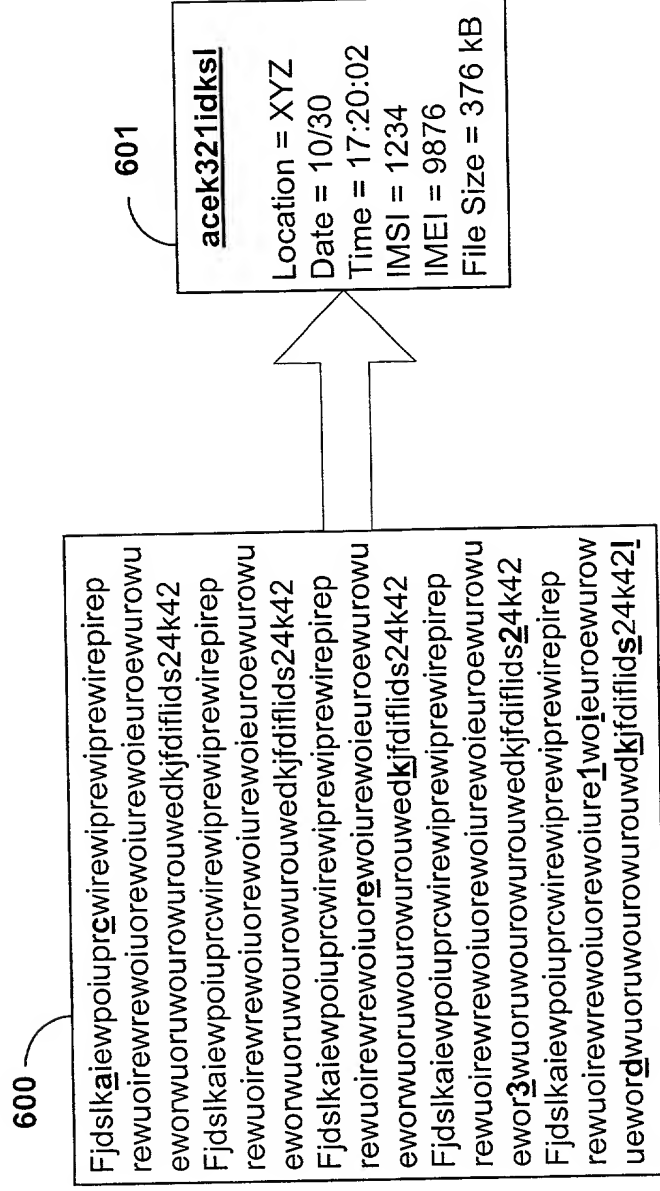 600
Fjdslkaiewpoiuprcwirewiprewiprewirepirep
rewuoirewrewoiuorewoiurewoieuroewurowu
eworwuoruwourowurouwedkjfdiflids24k42
Fjdslkaiewpoiuprcwirewiprewiprewirepirep
rewuoirewrewoiuorewoiurewoieuroewurowu
eworwuoruwourowurouwedkjfdiflids24k42
Fjdslkaiewpoiuprcwirewiprewiprewirepirep
rewuoirewrewoiuorewoiurewoieuroewurowu
eworwuoruwourowurouwedkjfdiflids24k42
Fjdslkaiewpoiuprcwirewiprewiprewirepirep
rewuoirewrewoiuorewoiurewoieuroewurowu
ewor3wuoruwourowurouwedkjfdiflids24k42
Fjdslkaiewpoiuprcwirewiprewiprewirepirep
rewuoirewrewoiuorewoiure1woieuroewurow
uewordwuoruwourowurouwdkjfdiflids24k42l
601
acek321idksl
Location = XYZ
Date = 10/30
Time = 17:20:02
IMSI = 1234
IMEI = 9876
File Size = 376 kB